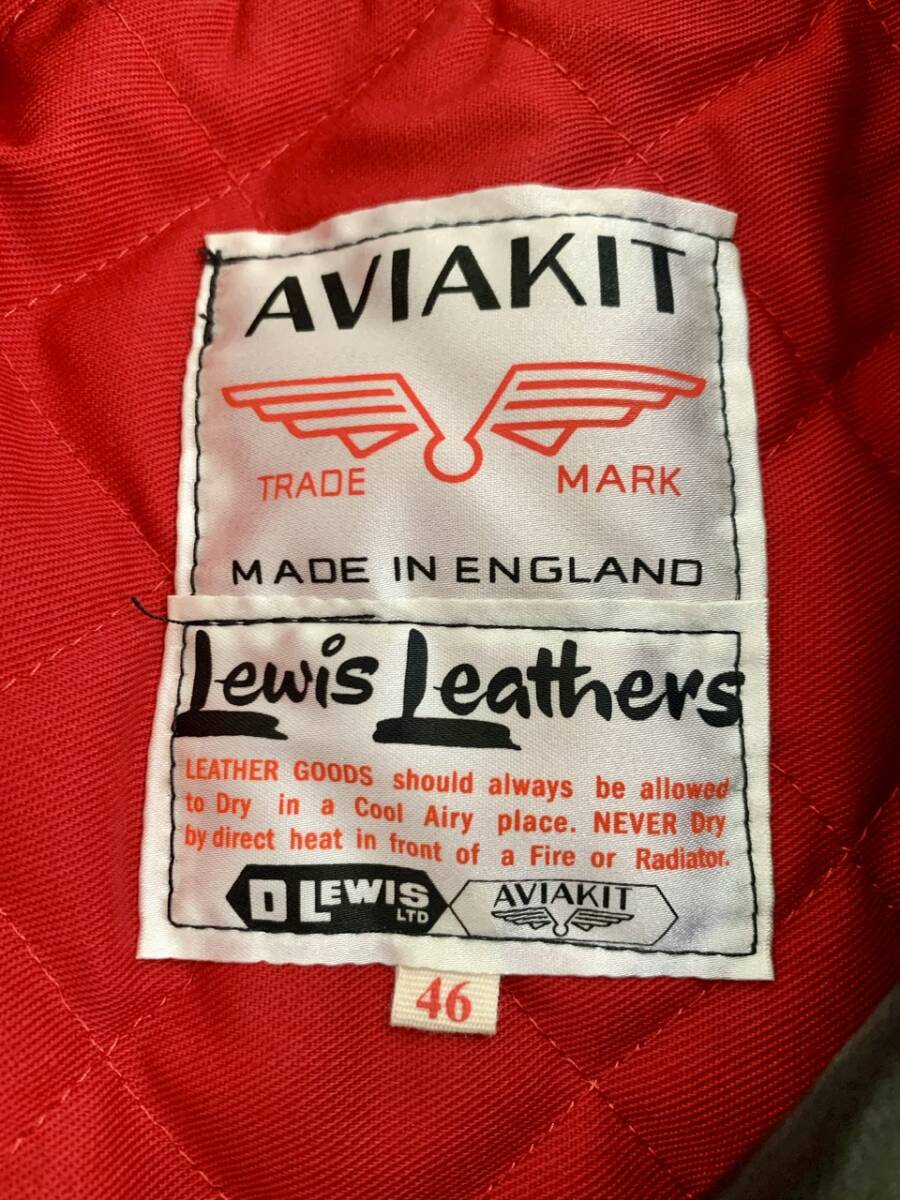 AVIAKIT
TRADE MARK
MADE IN ENGLAND
Lewis Leathers
LEATHER GOODS should always be allowed
to Dry in a Cool Airy place. NEVER Dry
by direct heat in front of a Fire or Radiator.
D LEWIS LTD AVIAKIT
46